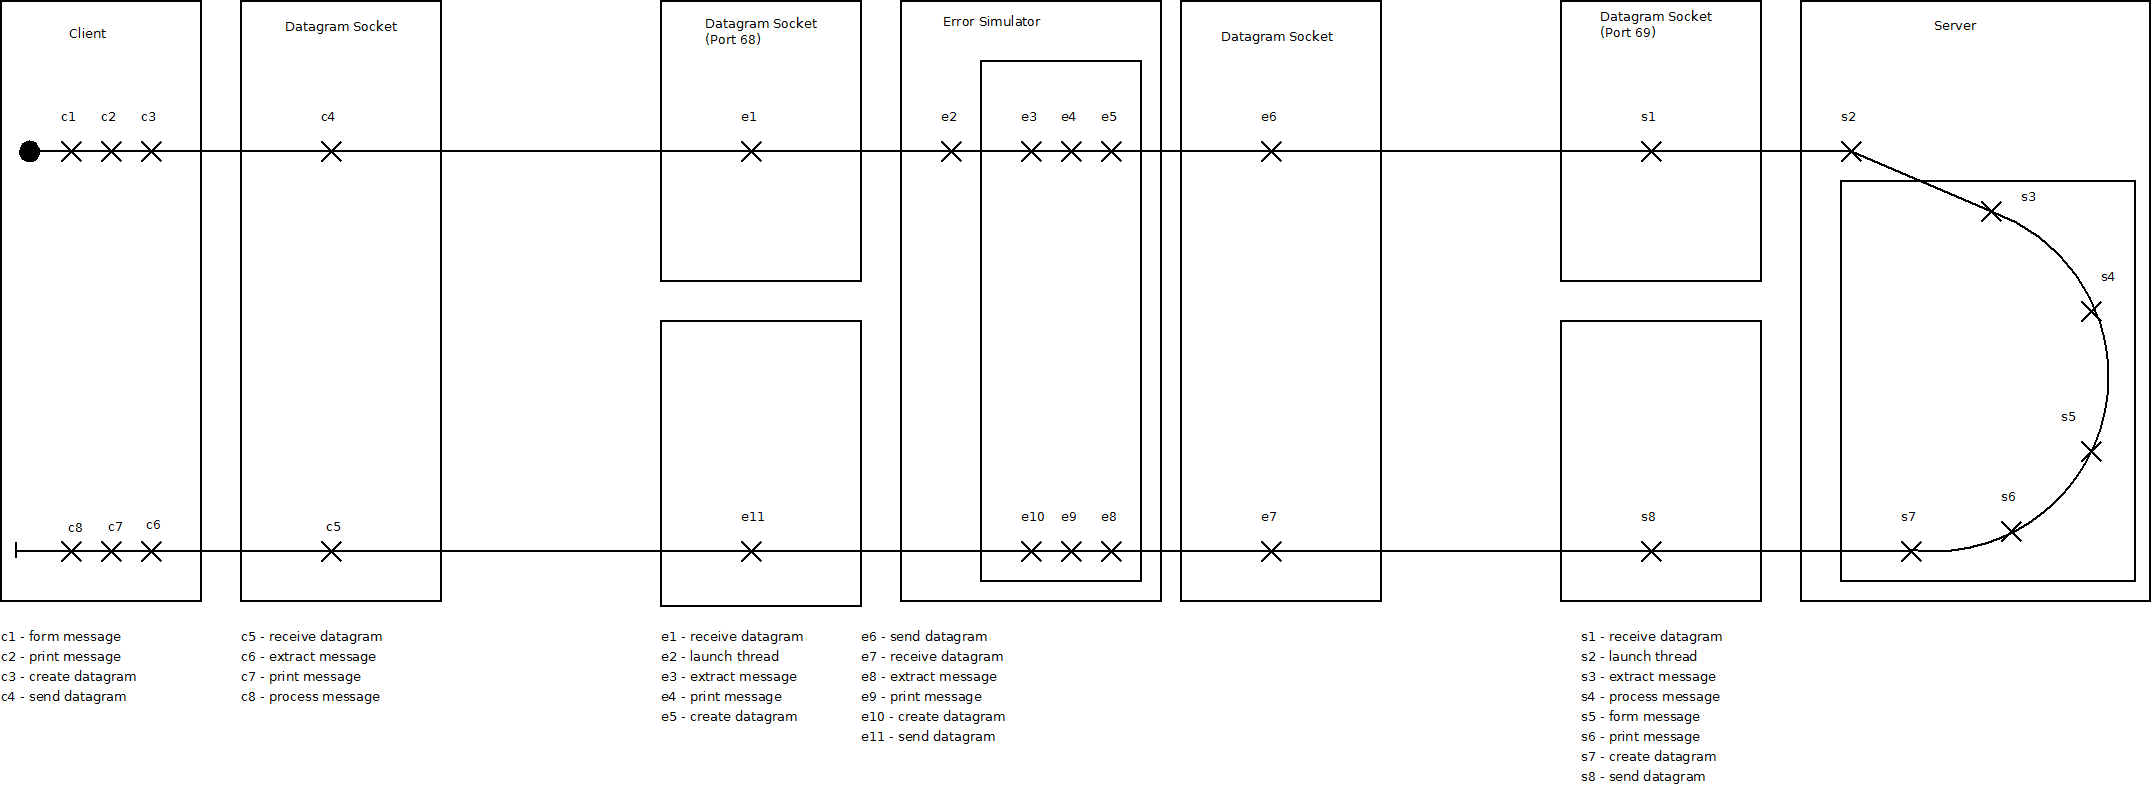 Client
Datagram Socket
Datagram Socket
(Port 68)
Error Simulator
Datagram Socket
Datagram Socket
(Port 69)
Server
c1 c2 c3
c4
e1
e2
e3 e4 e5
e6
s1
s2
s3
s4
s5
s6
s7
s8
e7
e10 e9 e8
e11
c5
c8 c7 c6
c1 - form message
c2 - print message
c3 - create datagram
c4 - send datagram
c5 - receive datagram
c6 - extract message
c7 - print message
c8 - process message
e1 - receive datagram
e2 - launch thread
e3 - extract message
e4 - print message
e5 - create datagram
e6 - send datagram
e7 - receive datagram
e8 - extract message
e9 - print message
e10 - create datagram
e11 - send datagram
s1 - receive datagram
s2 - launch thread
s3 - extract message
s4 - process message
s5 - form message
s6 - print message
s7 - create datagram
s8 - send datagram